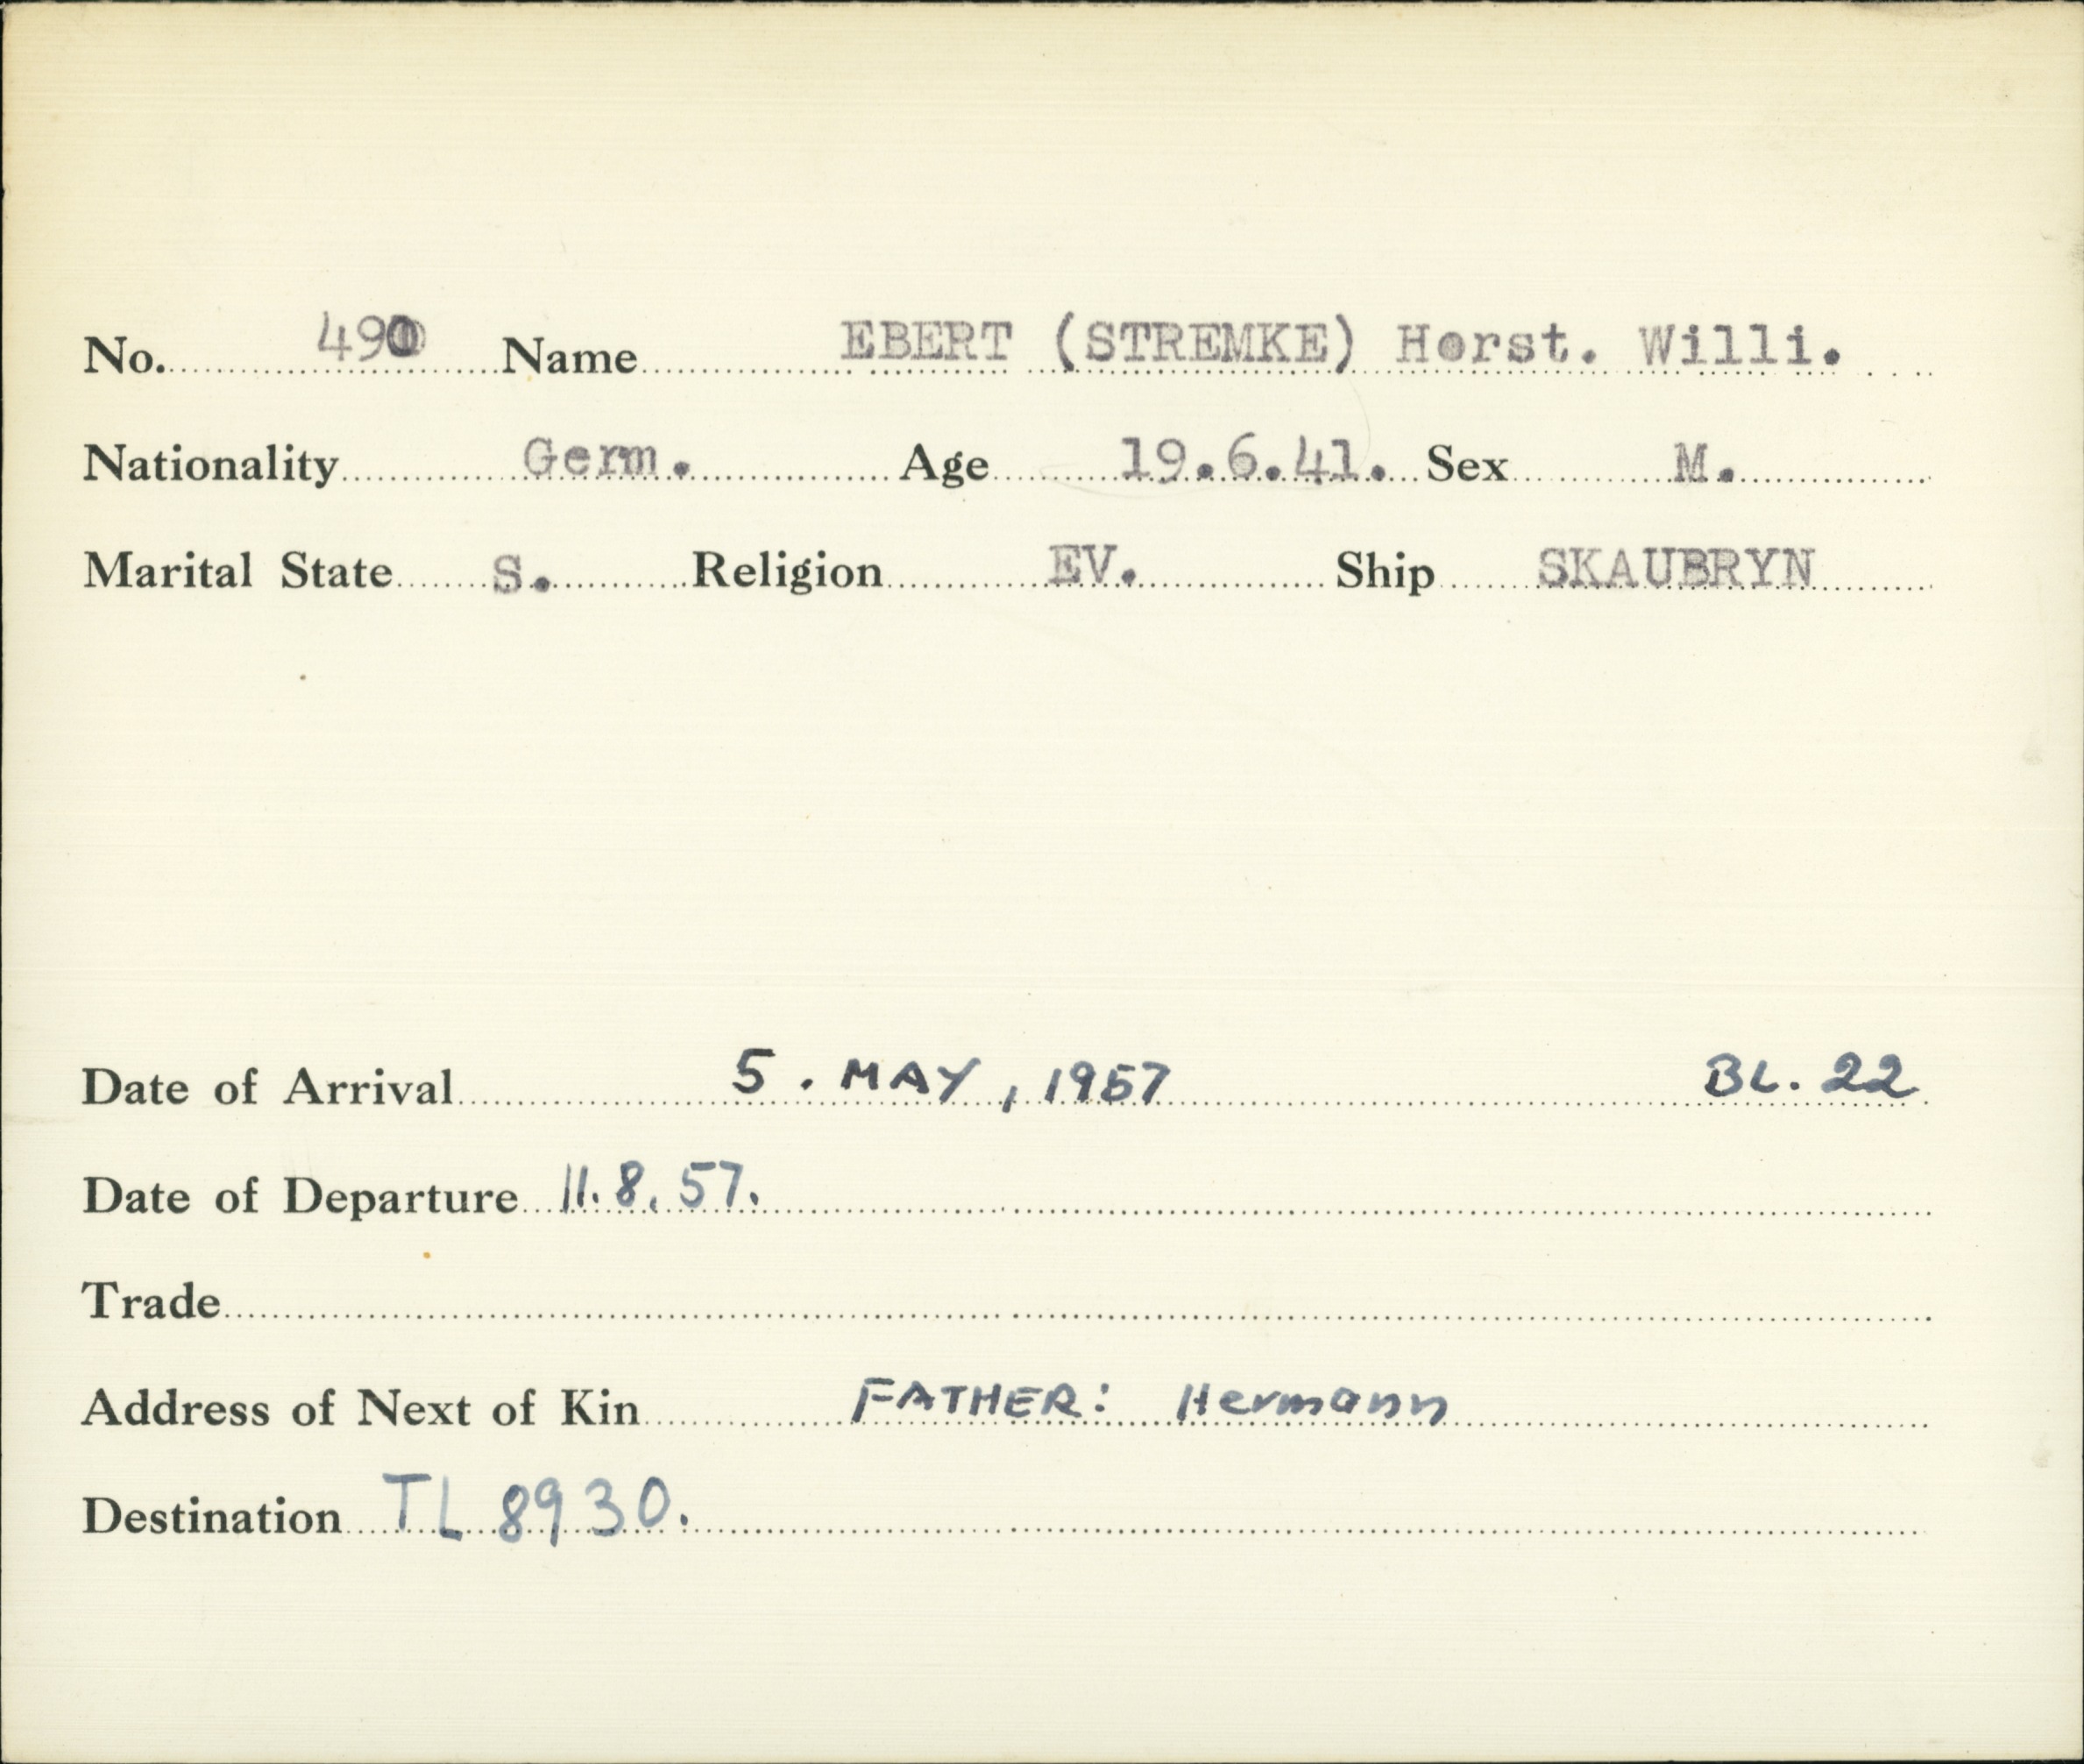 No. 490 Name EBERT (STREMKE) Horst. Willi.
Nationality Germ. Age 19.6.41. Sex M.
Marital State S. Religion EV. Ship SKAUBRYN
Date of Arrival 5. MAY, 1957 BL. 22
Date of Departure 11.8.57.
Trade
Address of Next of Kin FATHER: Hermann
Destination TL 8930.